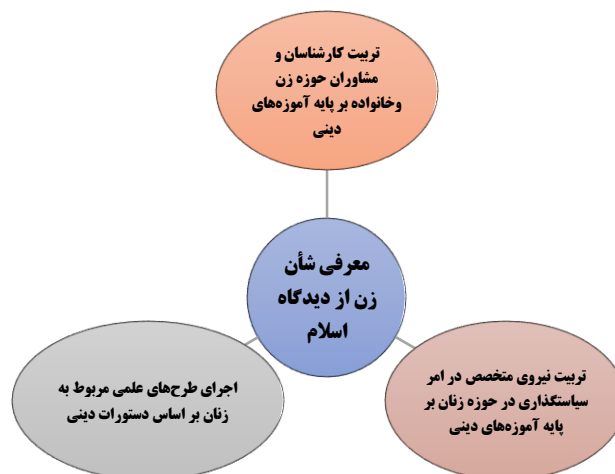 تربیت کارشناسان و
مشاوران حوزه زن
وخانواده بر پایه آموزه‌های
دینی
معرفی شأن
زن از دیدگاه
اسلام
تربیت نیروی متخصص در امر
سیاستگذاری در حوزه زنان بر
پایه آموزه‌های دینی
اجرای طرح‌های علمی مربوط به
زنان بر اساس دستورات دینی